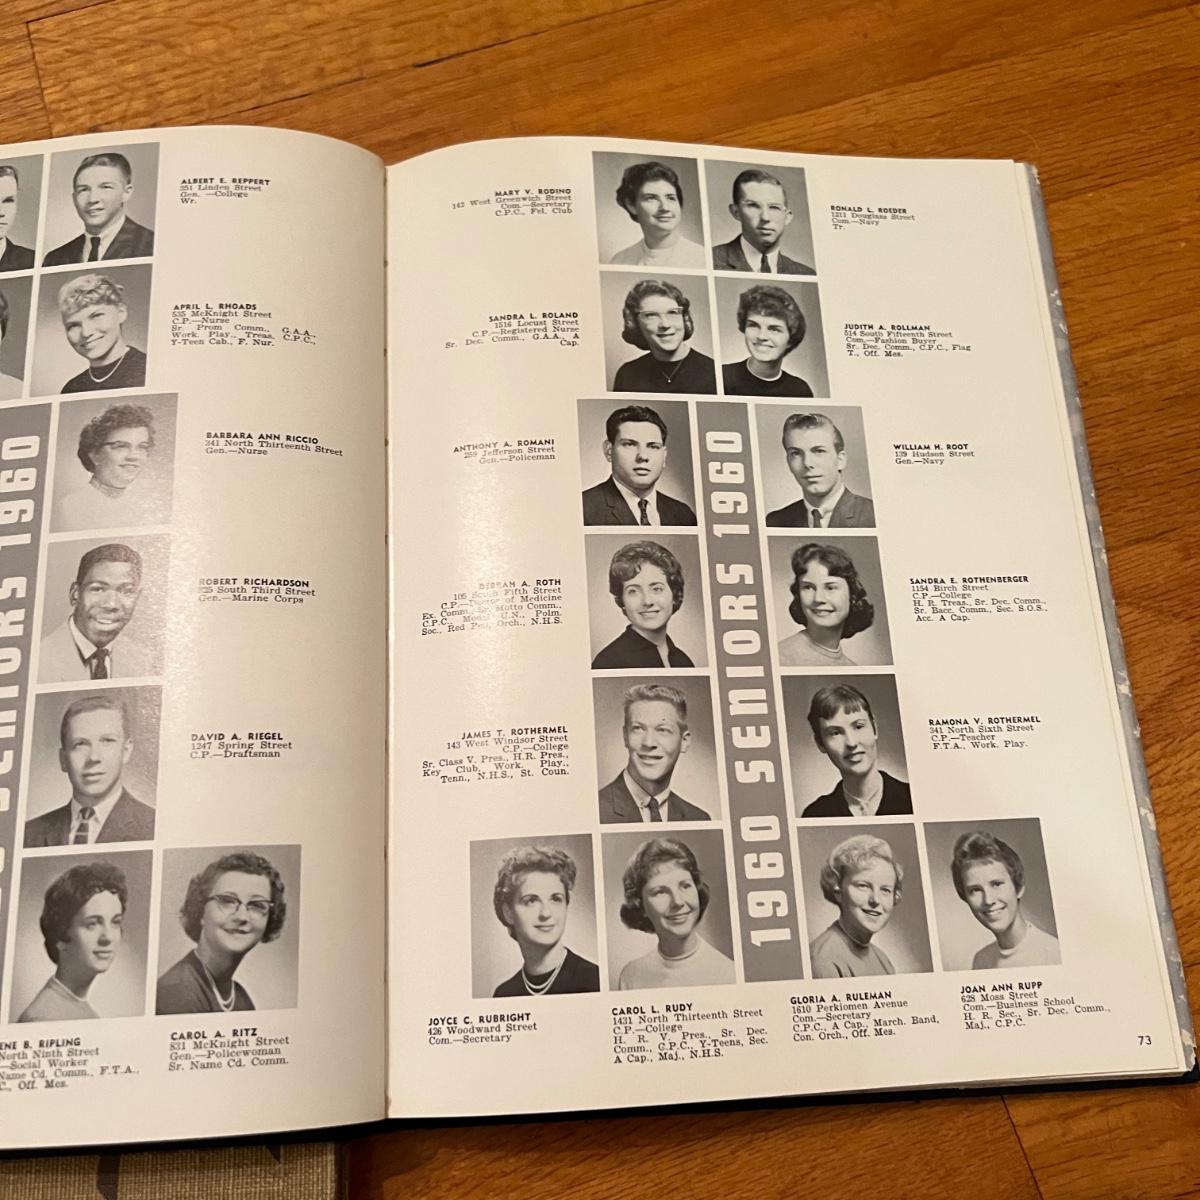 ALBERT E. REPPERT
351 Linden Street
Gen. —College
Wr.
APRIL L. RHOADS
535 McKnight Street
C.P.—Nurse
Sr. Prom Comm., G.A.A.,
Work. Play., Treas. C.P.C.,
Y-Teen Cab., F. Nur.
BARBARA ANN RICCIO
341 North Thirteenth Street
Gen.—Nurse
ROBERT RICHARDSON
South Third Street
Gen.—Marine Corps
DAVID A. RIEGEL
1247 Spring Street
C.P.—Draftsman
ENE B. RIPLING
North Ninth Street
—Social Worker
Name Cd. Comm., F.T.A.,
C., Off. Mes.
CAROL A. RITZ
831 McKnight Street
Gen.—Policewoman
Sr. Name Cd. Comm.
SENIORS 1960
MARY V. RODINO
142 West Greenwich Street
Com.—Secretary
C.P.C., Fel. Club
RONALD L. ROEDER
1211 Douglass Street
Com.—Navy
Tr.
SANDRA L. ROLAND
1516 Locust Street
C.P.—Registered Nurse
Sr. Dec. Comm., G.A.A., A
Cap.
JUDITH A. ROLLMAN
514 South Fifteenth Street
Com.—Fashion Buyer
Sr. Dec. Comm., C.P.C., Flag
T., Off. Mes.
ANTHONY A. ROMANI
259 Jefferson Street
Gen.—Policeman
WILLIAM H. ROOT
139 Hudson Street
Gen.—Navy
A. ROTH
105 South Fifth Street
C.P.—Doctor of Medicine
Ex. Comm., Sr. Motto Comm.,
C.P.C., Model U.N., Polm.
Soc., Red Orch., N.H.S.
SANDRA E. ROTHENBERGER
1154 Birch Street
C.P.—College
H. R. Treas., Sr. Dec. Comm.,
Sr. Bacc. Comm., Sec. S.O.S.,
Acc. A Cap.
JAMES T. ROTHERMEL
143 West Windsor Street
C.P.—College
Sr. Class V. Pres., H.R. Pres.,
Key Club, Work. Play.,
Tenn., N.H.S., St. Coun.
RAMONA V. ROTHERMEL
341 North Sixth Street
C.P.—Teacher
F.T.A., Work. Play.
1960 SENIORS 1960
JOYCE C. RUBRIGHT
426 Woodward Street
Com.—Secretary
CAROL L. RUDY
1431 North Thirteenth Street
C.P.—College
H. R. V. Pres., Sr. Dec.
Comm., C.P.C., Y-Teens, Sec.
A Cap., Maj., N.H.S.
GLORIA A. RULEMAN
1610 Perkiomen Avenue
Com.—Secretary
C.P.C., A Cap., March. Band,
Con. Orch., Off. Mes.
JOAN ANN RUPP
628 Moss Street
Com.—Business School
H. R. Sec., Sr. Dec. Comm.,
Maj., C.P.C.
73